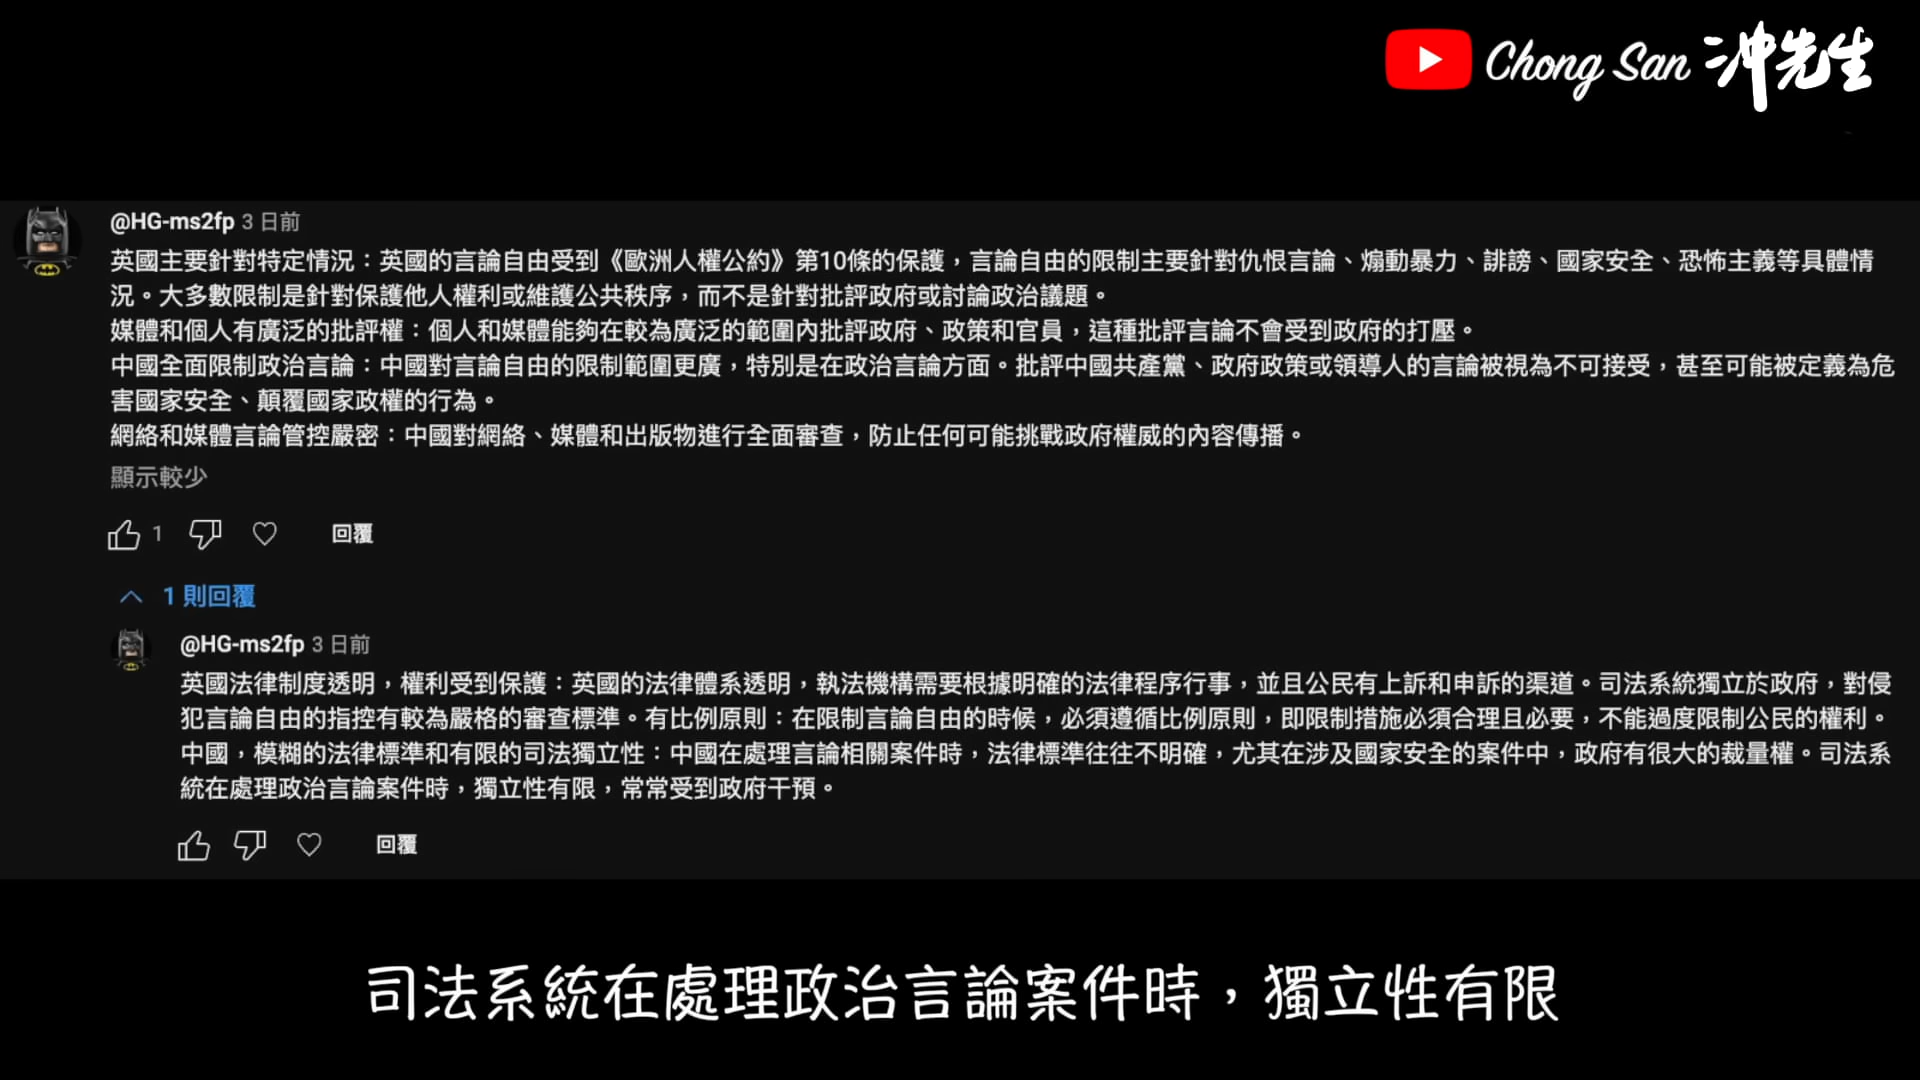 Chong San 沖先生
@HG-ms2fp 3 日前
英國主要針對特定情況：英國的言論自由受到《歐洲人權公約》第10條的保護，言論自由的限制主要針對仇恨言論、煽動暴力、誹謗、國家安全、恐怖主義等具體情
況。大多數限制是針對保護他人權利或維護公共秩序，而不是針對批評政府或討論政治議題。
媒體和個人有廣泛的批評權：個人和媒體能夠在較為廣泛的範圍內批評政府、政策和官員，這種批評言論不會受到政府的打壓。
中國全面限制政治言論：中國對言論自由的限制範圍更廣，特別是在政治言論方面。批評中國共產黨、政府政策或領導人的言論被視為不可接受，甚至可能被定義為危
害國家安全、顛覆國家政權的行為。
網絡和媒體言論管控嚴密：中國對網絡、媒體和出版物進行全面審查，防止任何可能挑戰政府權威的內容傳播。
顯示較少
1 回覆
1 則回覆
@HG-ms2fp 3 日前
英國法律制度透明，權利受到保護：英國的法律體系透明，執法機構需要根據明確的法律程序行事，並且公民有上訴和申訴的渠道。司法系統獨立於政府，對侵
犯言論自由的指控有較為嚴格的審查標準。有比例原則：在限制言論自由的時候，必須遵循比例原則，即限制措施必須合理且必要，不能過度限制公民的權利。
中國，模糊的法律標準和有限的司法獨立性：中國在處理言論相關案件時，法律標準往往不明確，尤其在涉及國家安全的案件中，政府有很大的裁量權。司法系
統在處理政治言論案件時，獨立性有限，常常受到政府干預。
回覆
司法系統在處理政治言論案件時，獨立性有限